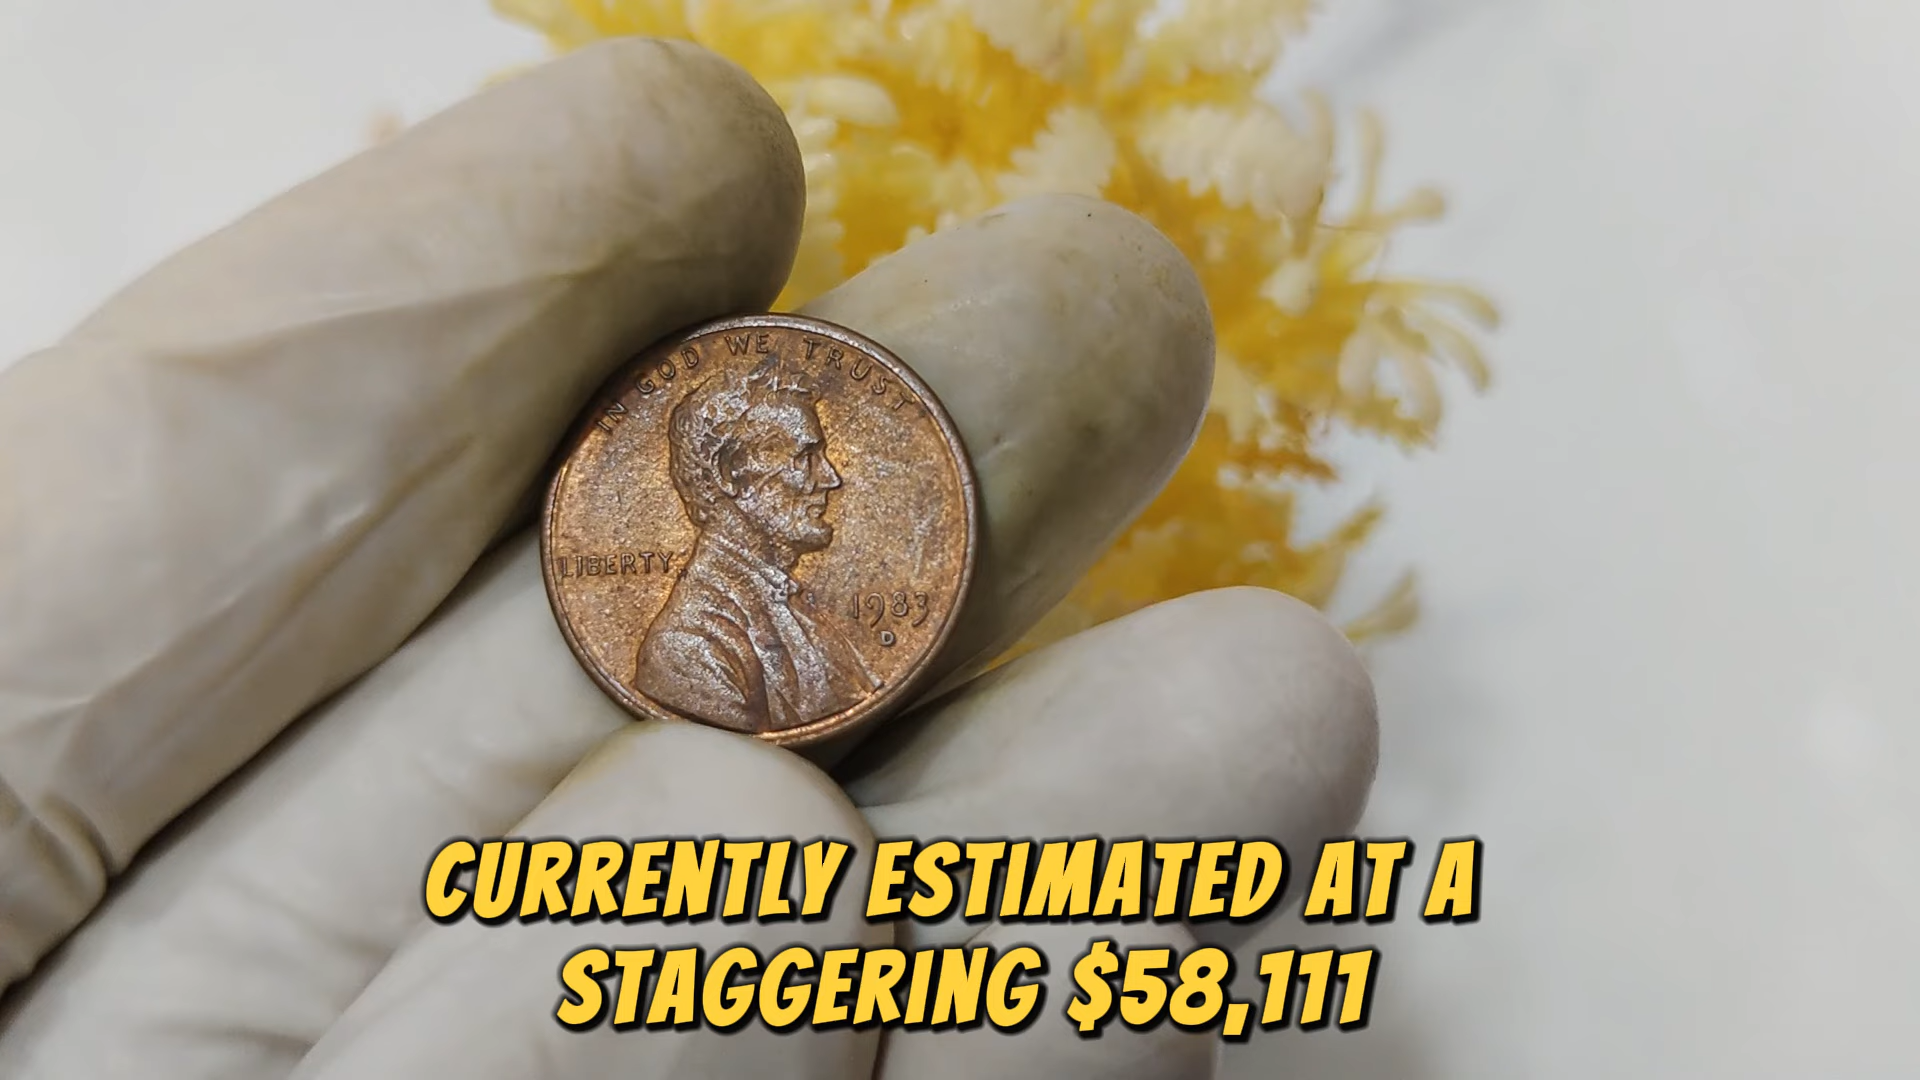 IN GOD WE TRUST
LIBERTY
1983
D
CURRENTLY ESTIMATED AT A
STAGGERING $58,111